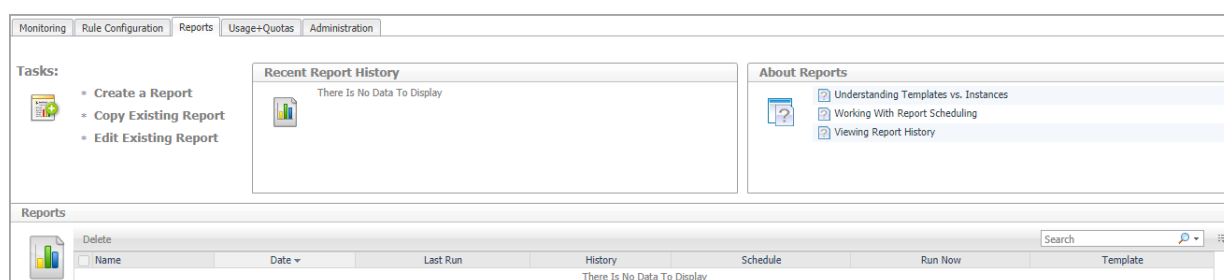 Monitoring Rule Configuration Reports Usage+Quotas Administration
Tasks:
Create a Report
Copy Existing Report
Edit Existing Report
Recent Report History
There Is No Data To Display
About Reports
Understanding Templates vs. Instances
Working With Report Scheduling
Viewing Report History
Reports
Delete
Search
Name Date Last Run History Schedule Run Now Template
There Is No Data To Display